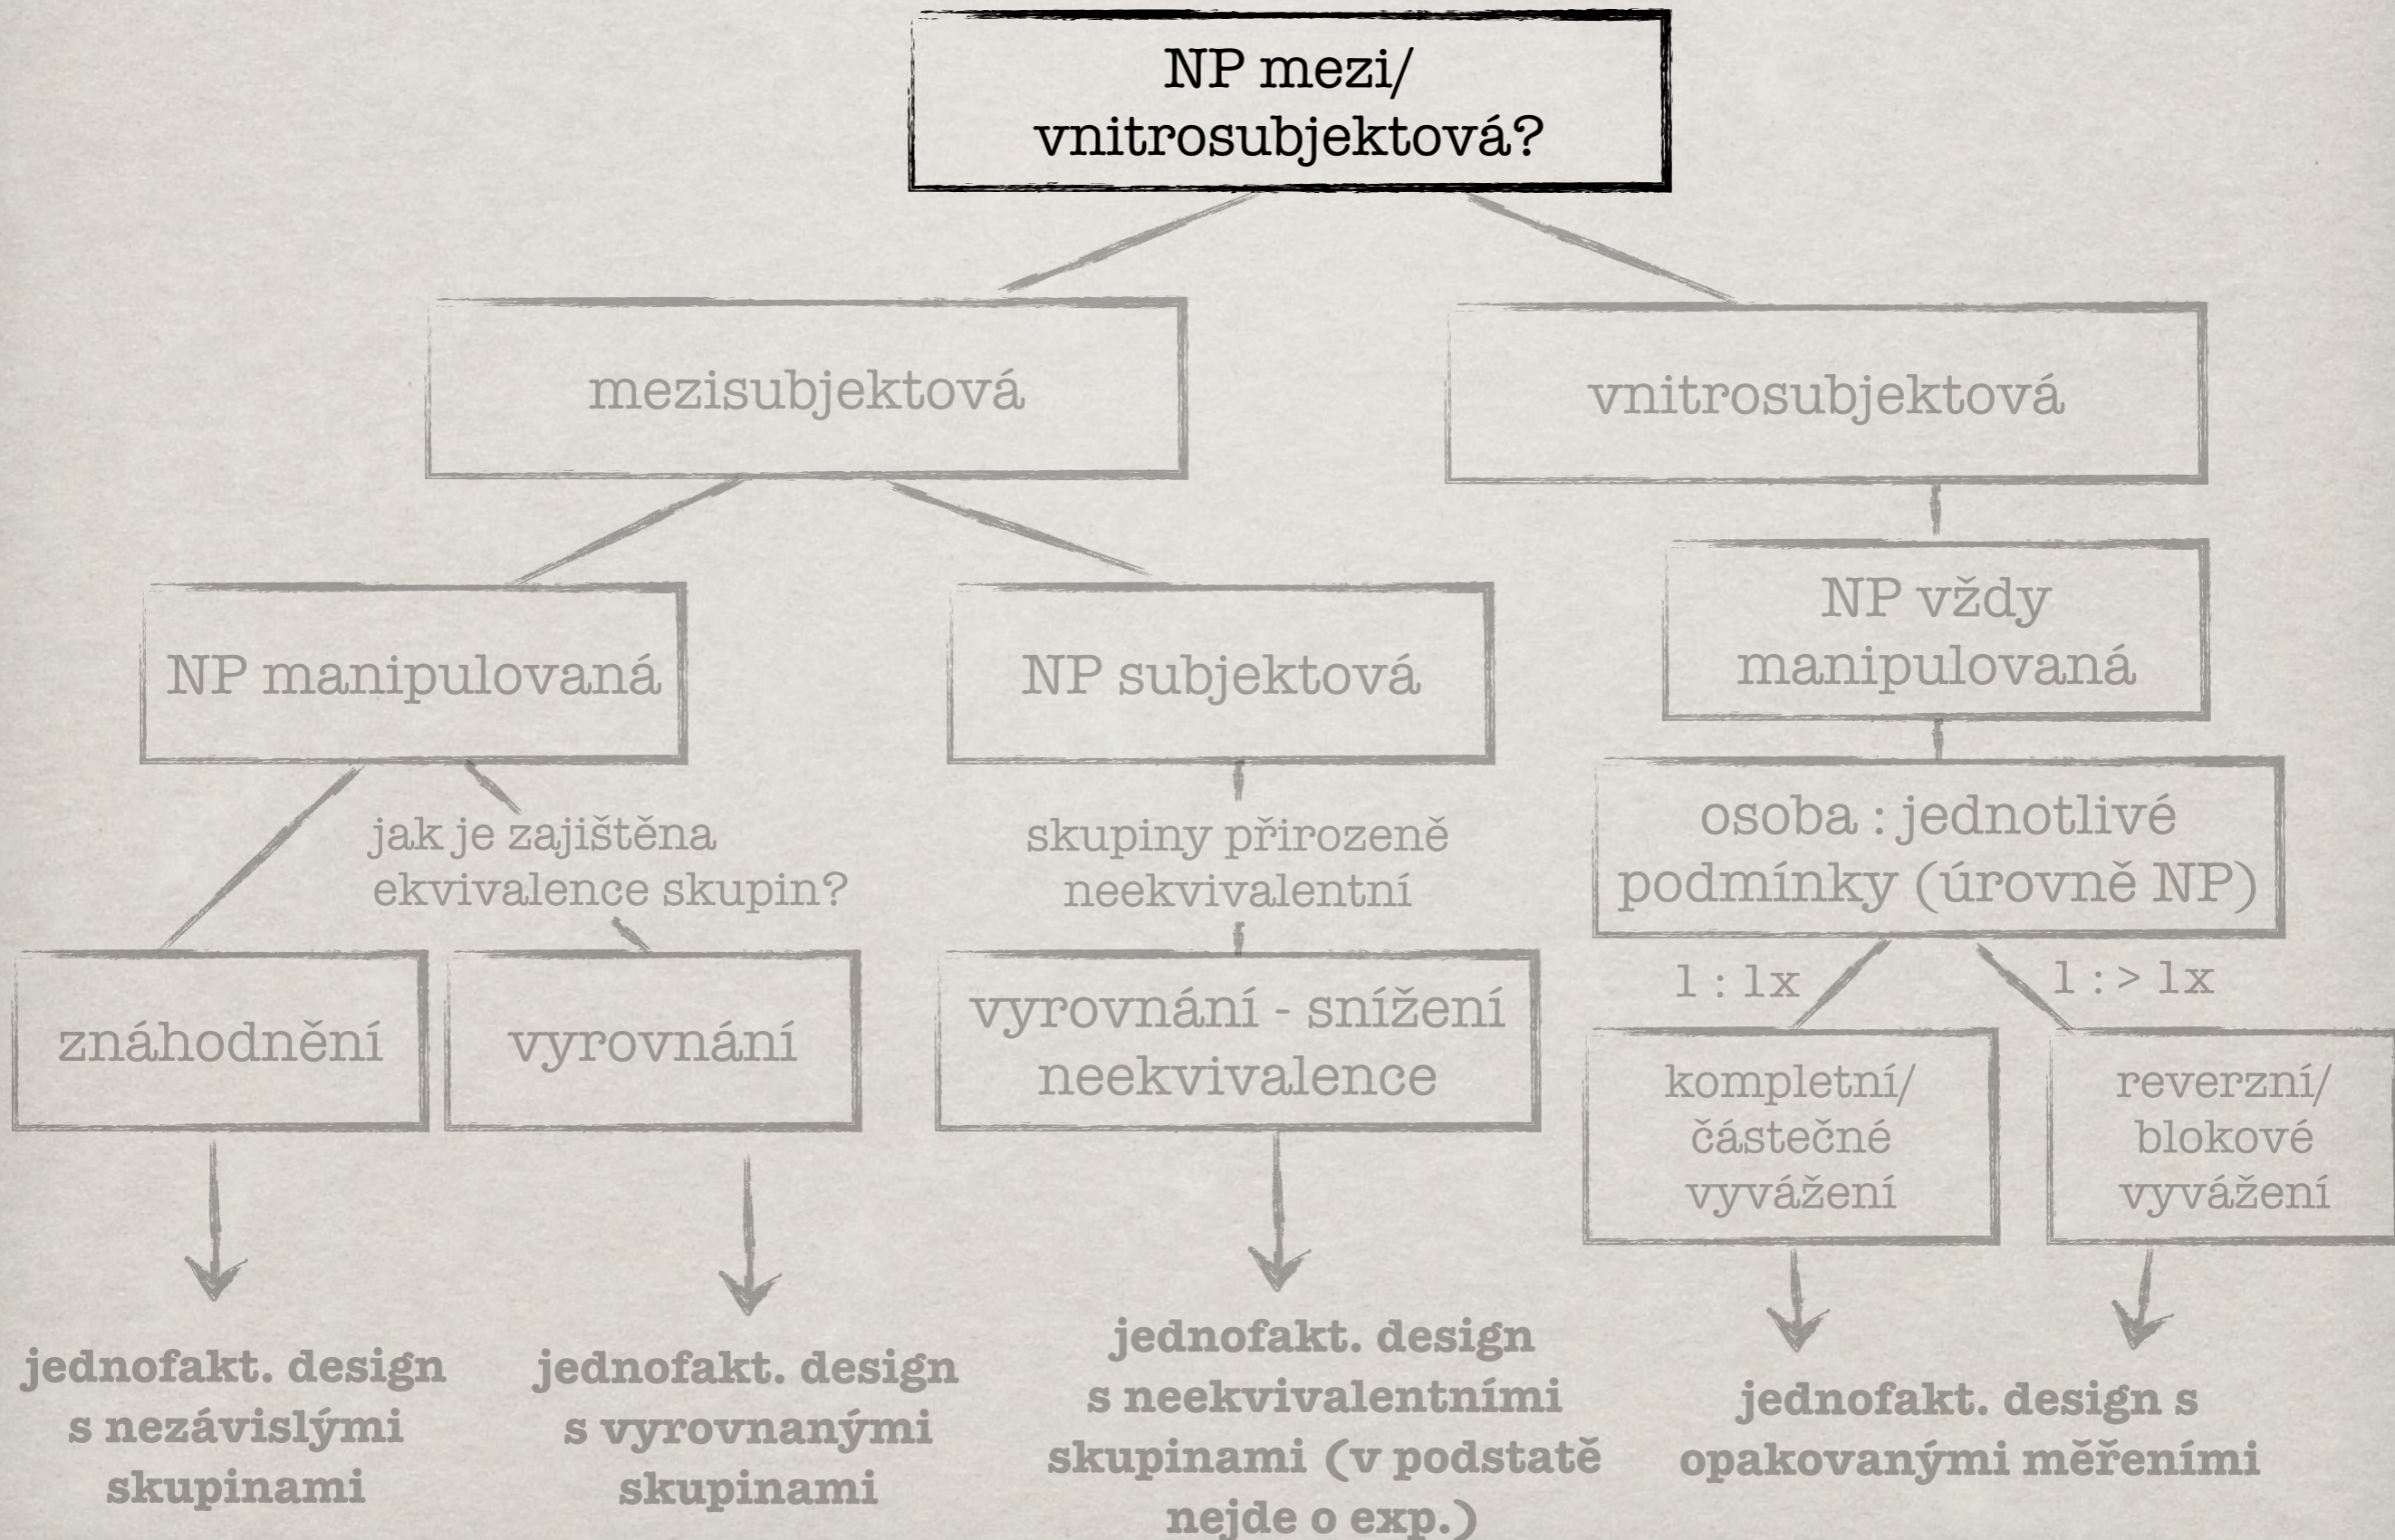 NP mezi/
vnitrosubjektová?
mezisubjektová
vnitrosubjektová
NP manipulovaná
NP subjektová
NP vždy
manipulovaná
jak je zajištěna
ekvivalence skupin?
skupiny přirozeně
neekvivalentní
osoba : jednotlivé
podmínky (úrovně NP)
1 : 1x
1 : > 1x
znáhodnění
vyrovnání
vyrovnání - snížení
neekvivalence
kompletní/
částečné
vyvážení
reverzní/
blokové
vyvážení
jednofakt. design
s nezávislými
skupinami
jednofakt. design
s vyrovnanými
skupinami
jednofakt. design
s neekvivalentními
skupinami (v podstatě
nejde o exp.)
jednofakt. design s
opakovanými měřeními